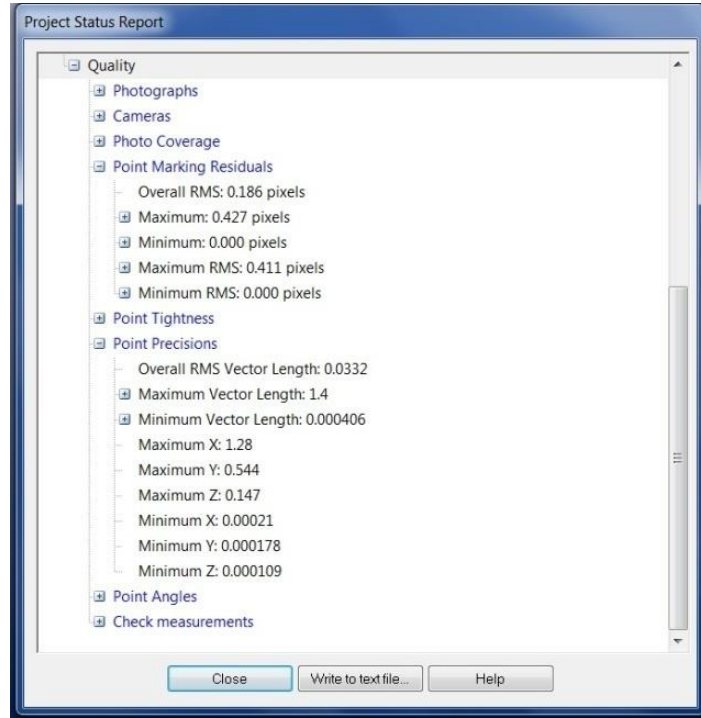 Project Status Report
Quality
Photographs
Cameras
Photo Coverage
Point Marking Residuals
Overall RMS: 0.186 pixels
Maximum: 0.427 pixels
Minimum: 0.000 pixels
Maximum RMS: 0.411 pixels
Minimum RMS: 0.000 pixels
Point Tightness
Point Precisions
Overall RMS Vector Length: 0.0332
Maximum Vector Length: 1.4
Minimum Vector Length: 0.000406
Maximum X: 1.28
Maximum Y: 0.544
Maximum Z: 0.147
Minimum X: 0.00021
Minimum Y: 0.000178
Minimum Z: 0.000109
Point Angles
Check measurements
Close Write to text file... Help